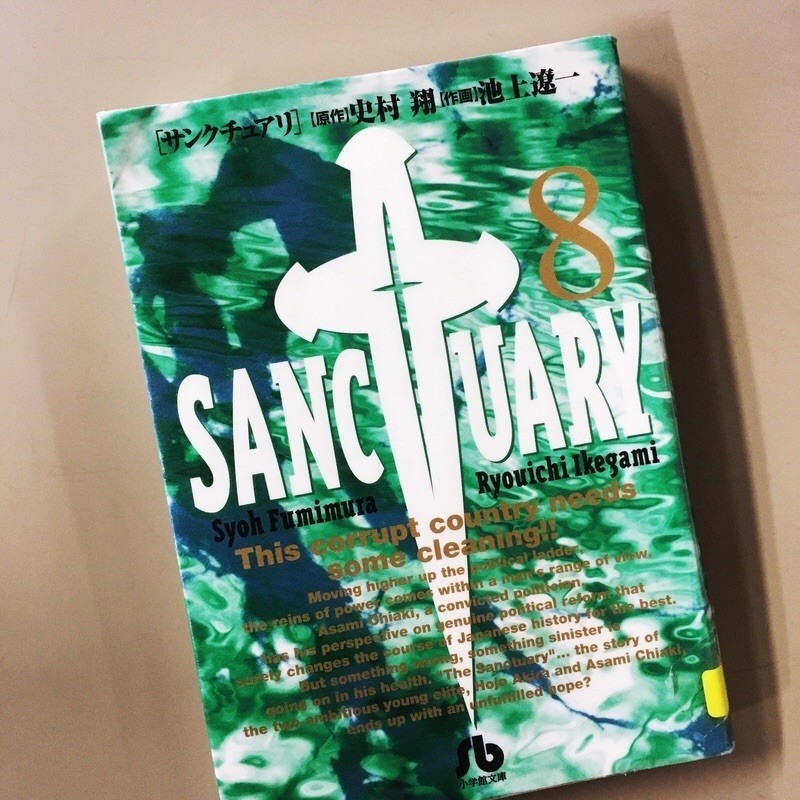 [サンクチュアリ]【原作】史村 翔【作画】池上遼一
8
SANCTUARY
Syoh Fumimura
Ryouichi Ikegami
This corrupt country needs
some cleaning!!
Moving higher up the political ladder,
the reins of power comes within a man's range of view.
Asami Chiaki, a convicted politician,
has his perspective on genuine political reform that
surely changes the course of Japanese history for the best.
But something wrong, something sinister is
going on in his health. "The Sanctuary"... the story of
the two ambitious young elite, Hojo Akira and Asami Chiaki,
ends up with an unfulfilled hope?
sb
小学館文庫